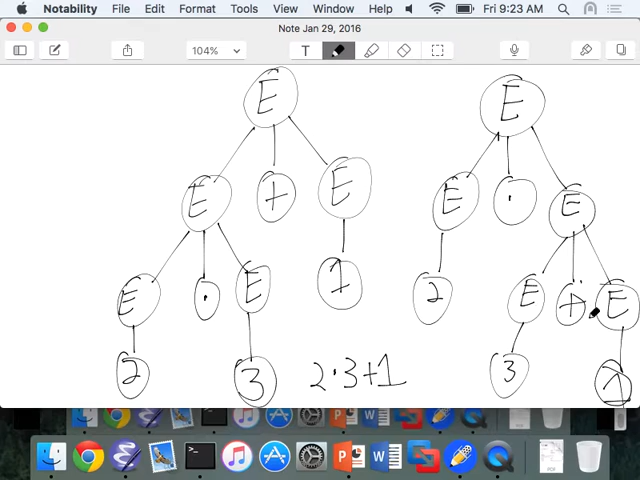 Notability File Edit View Tools Window Help Fri 9:23 AM
Note Jan 29, 2016
104% T
E E
E + E E · E
E · E 1 2 E + E
2 3 2·3+1 3 1